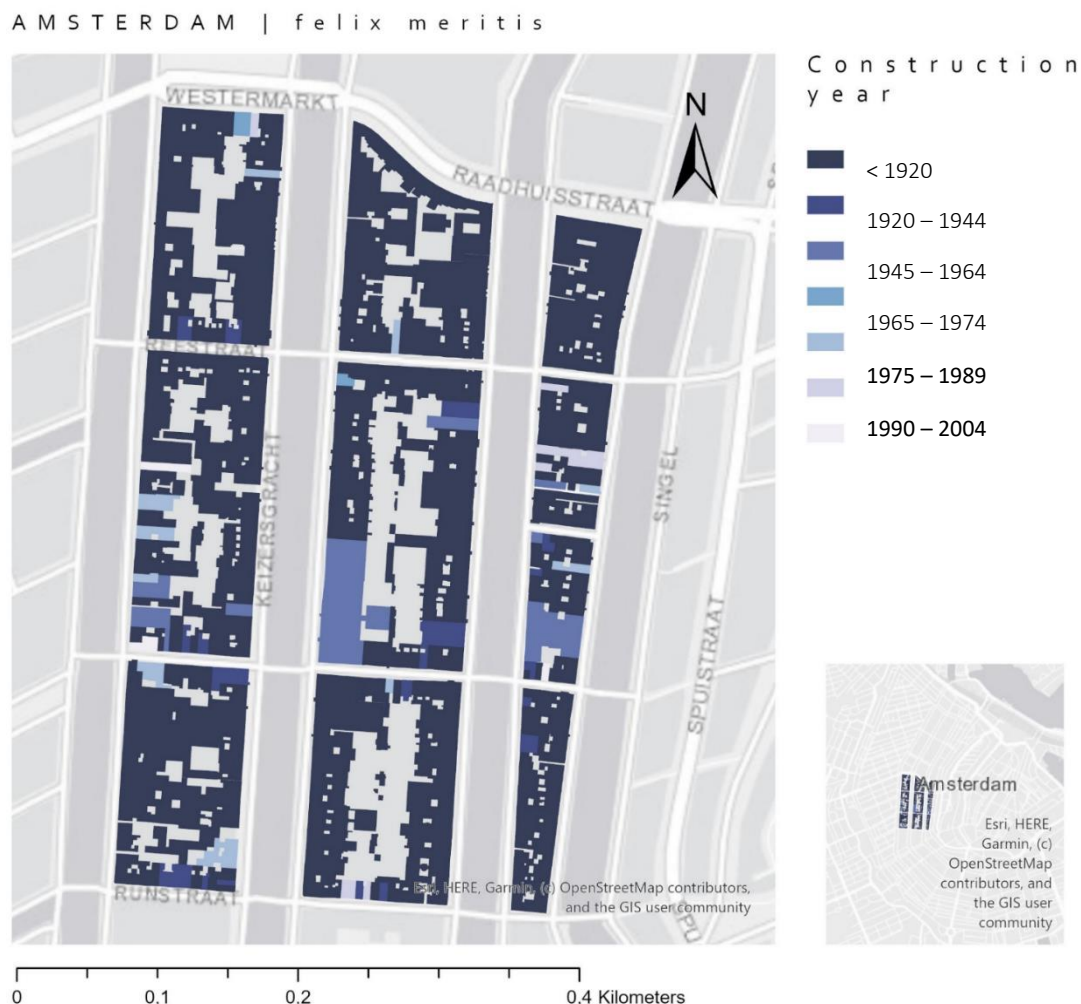 AMSTERDAM | felix meritis
Construction
year
< 1920
1920 – 1944
1945 – 1964
1965 – 1974
1975 – 1989
1990 – 2004
N
WESTERMARKT
RAADHUISSTRAAT
REESTRAAT
KEIZERSGRACHT
SINGEL
SPUISTRAAT
RUNSTRAAT
SPU
Esri, HERE, Garmin, (c) OpenStreetMap contributors,
and the GIS user community
Amsterdam
Esri, HERE,
Garmin, (c)
OpenStreetMap
contributors, and
the GIS user
community
0 0.1 0.2 0.4 Kilometers